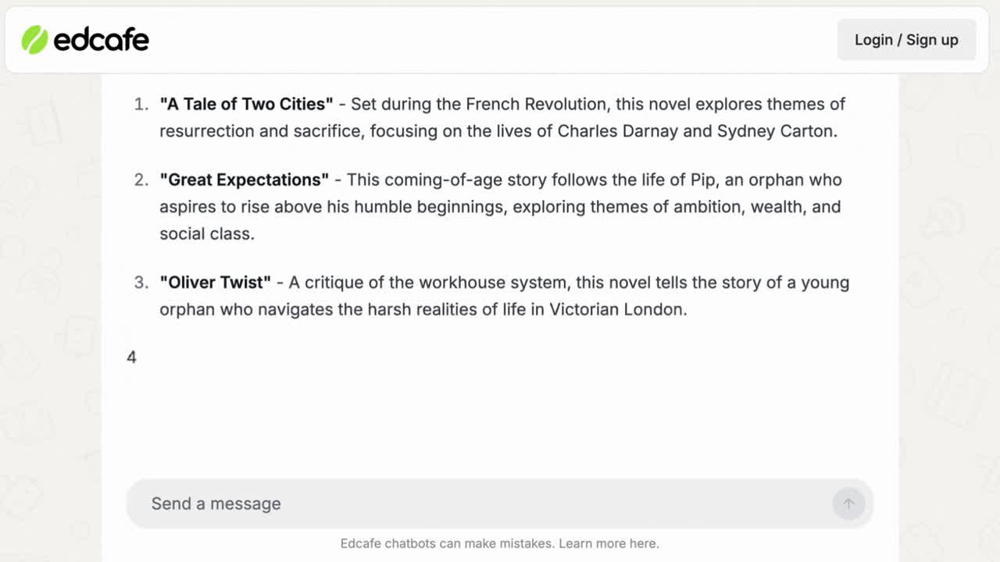 edcafe
Login / Sign up
1. "A Tale of Two Cities" - Set during the French Revolution, this novel explores themes of
resurrection and sacrifice, focusing on the lives of Charles Darnay and Sydney Carton.
2. "Great Expectations" - This coming-of-age story follows the life of Pip, an orphan who
aspires to rise above his humble beginnings, exploring themes of ambition, wealth, and
social class.
3. "Oliver Twist" - A critique of the workhouse system, this novel tells the story of a young
orphan who navigates the harsh realities of life in Victorian London.
4
Send a message
Edcafe chatbots can make mistakes. Learn more here.